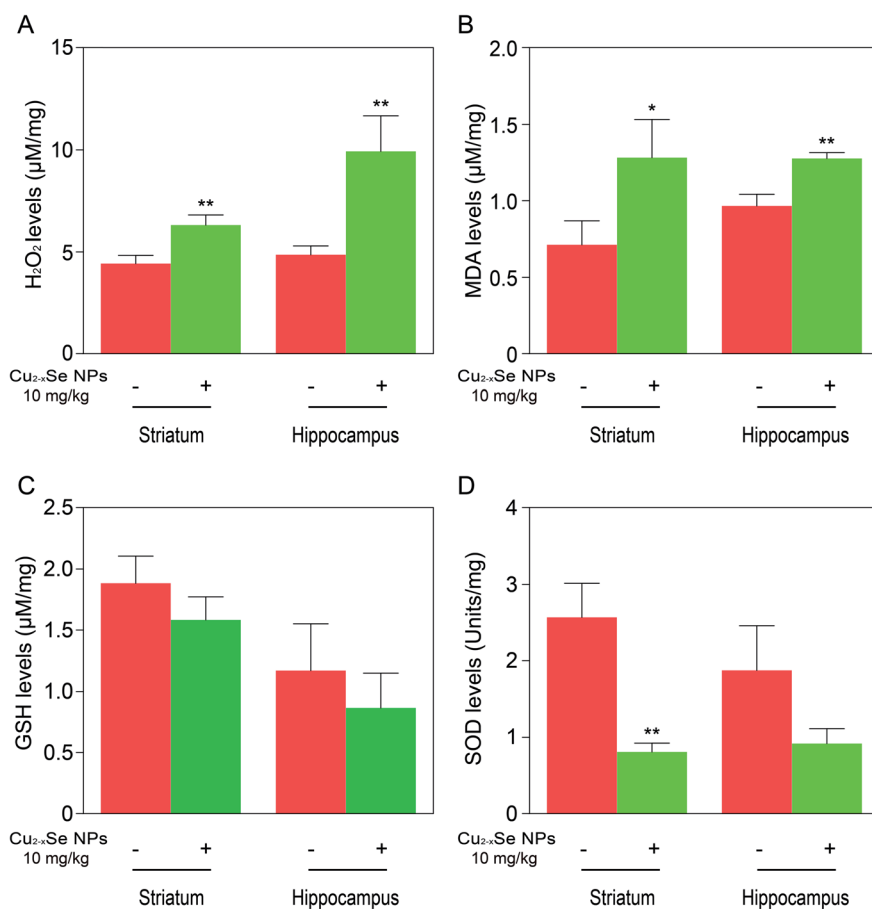 A
15
10
5
0
H₂O₂ levels (µM/mg)
**
**
Cu₂₋ₓSe NPs
10 mg/kg
- + - +
Striatum Hippocampus
B
2.0
1.5
1.0
0.5
0
MDA levels (µM/mg)
*
**
Cu₂₋ₓSe NPs
10 mg/kg
- + - +
Striatum Hippocampus
C
2.5
2.0
1.5
1.0
0.5
0
GSH levels (µM/mg)
Cu₂₋ₓSe NPs
10 mg/kg
- + - +
Striatum Hippocampus
D
4
3
2
1
0
SOD levels (Units/mg)
**
Cu₂₋ₓSe NPs
10 mg/kg
- + - +
Striatum Hippocampus